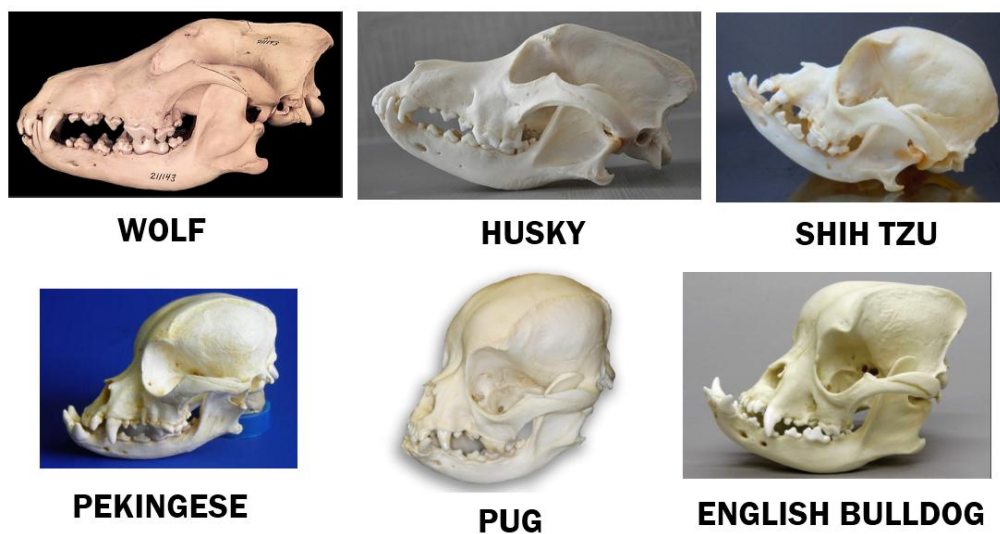 211143
WOLF
HUSKY
SHIH TZU
PEKINGESE
PUG
ENGLISH BULLDOG